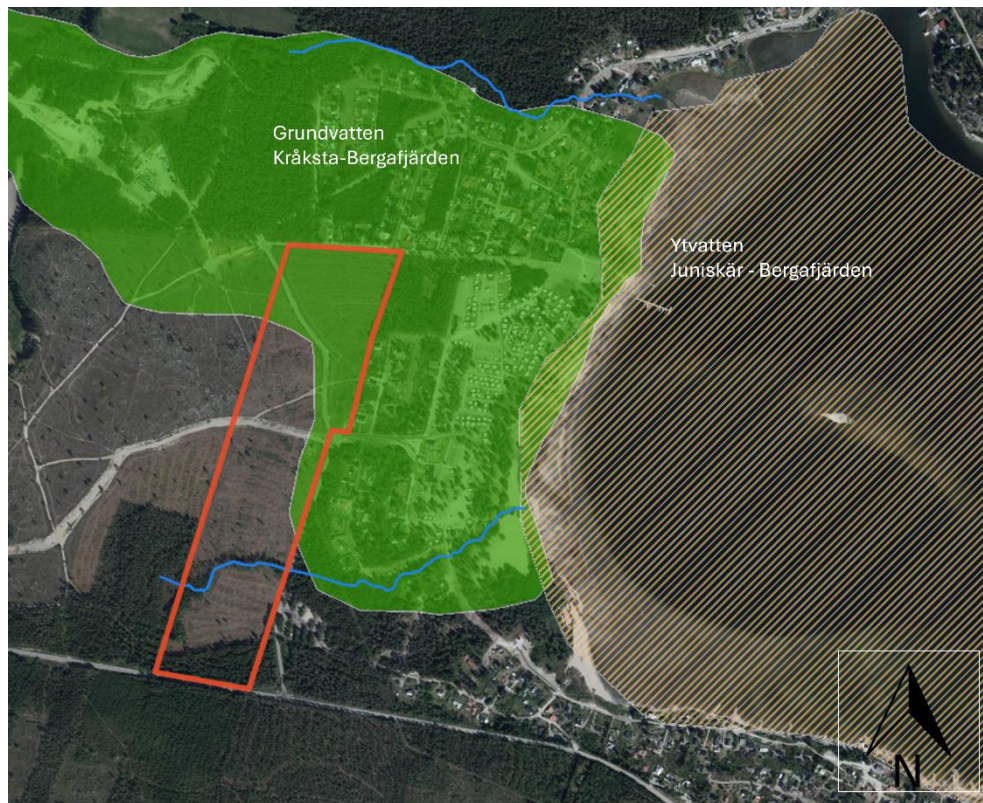 Grundvatten
Kråksta-Bergafjärden
Ytvatten
Juniskär - Bergafjärden
N